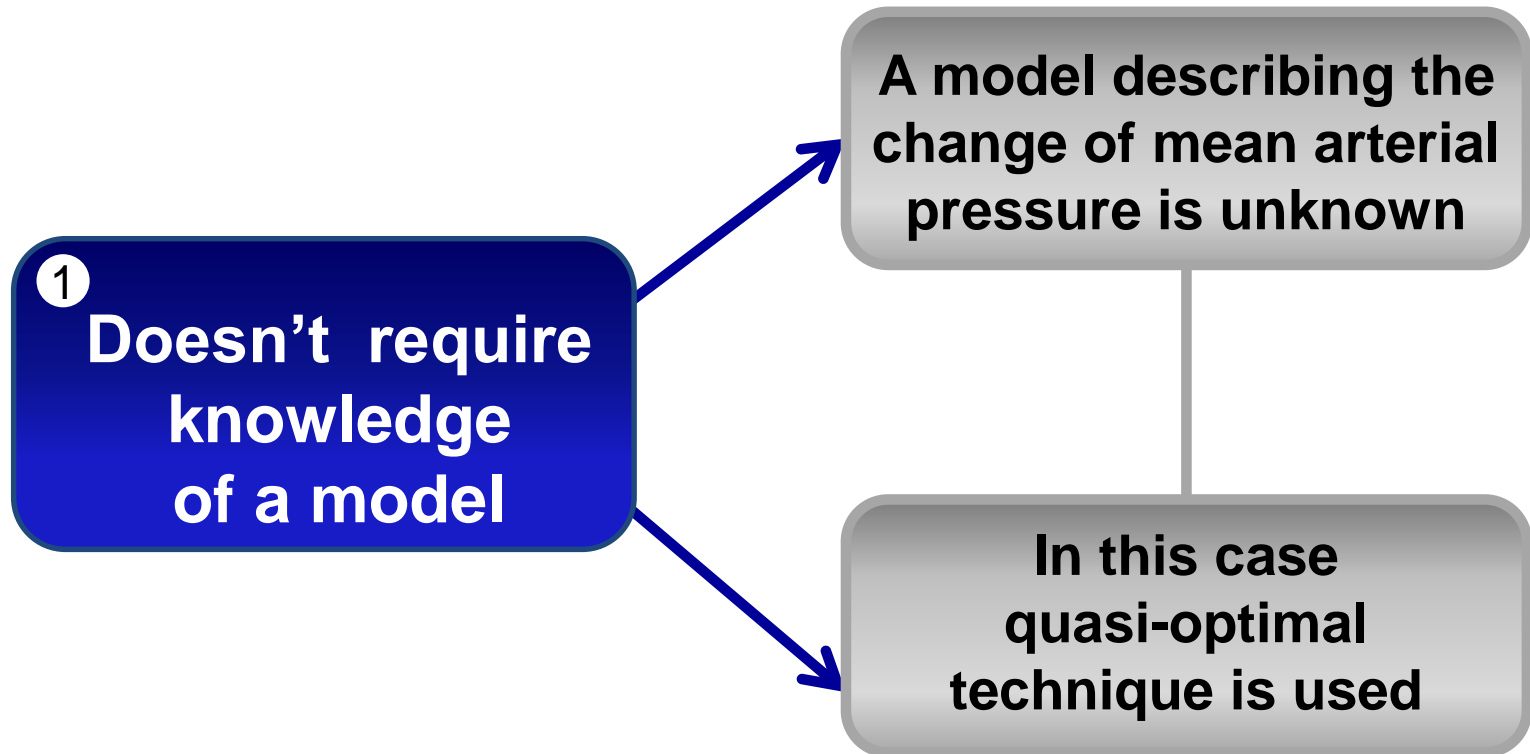 1
Doesn’t  require
knowledge
of a model
A model describing the
change of mean arterial
pressure is unknown
In this case
quasi-optimal
technique is used